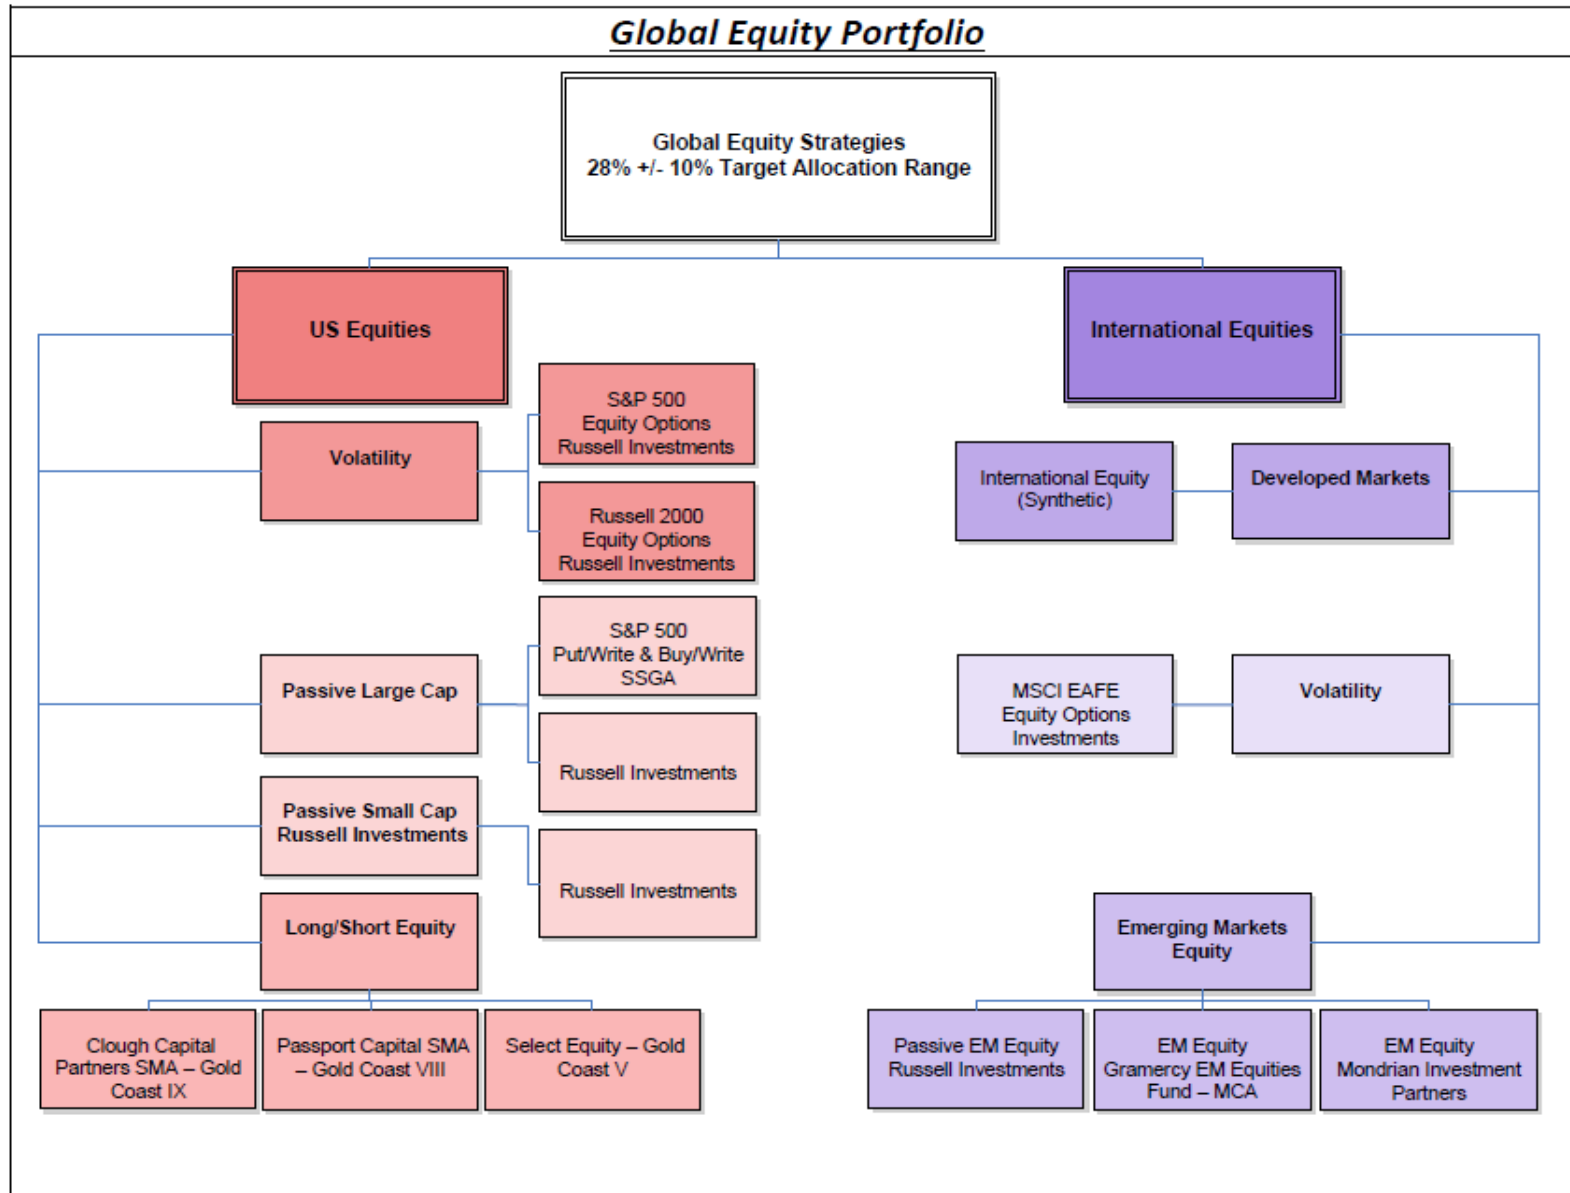 Global Equity Portfolio
Global Equity Strategies
28% +/- 10% Target Allocation Range
US Equities
International Equities
Volatility
S&P 500
Equity Options
Russell Investments
Russell 2000
Equity Options
Russell Investments
Passive Large Cap
S&P 500
Put/Write & Buy/Write
SSGA
Russell Investments
Passive Small Cap
Russell Investments
Russell Investments
Long/Short Equity
Clough Capital
Partners SMA – Gold
Coast IX
Passport Capital SMA
– Gold Coast VIII
Select Equity – Gold
Coast V
International Equity
(Synthetic)
Developed Markets
MSCI EAFE
Equity Options
Investments
Volatility
Emerging Markets
Equity
Passive EM Equity
Russell Investments
EM Equity
Gramercy EM Equities
Fund – MCA
EM Equity
Mondrian Investment
Partners